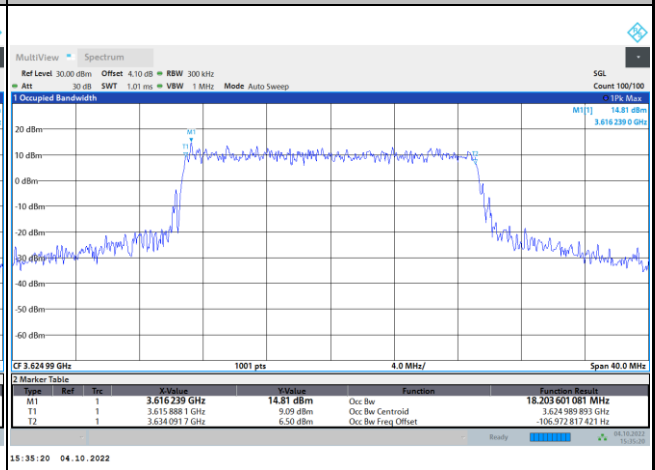 MultiView Spectrum
Ref Level 30.00 dBm Offset 4.10 dB RBW 300 kHz SGL
Att 30 dB SWT 1.01 ms VBW 1 MHz Mode Auto Sweep Count 100/100
1 Occupied Bandwidth 1Pk Max
M1[1] 14.81 dBm
3.616 239 0 GHz
20 dBm
M1
T1
T2
10 dBm
0 dBm
-10 dBm
-20 dBm
-30 dBm
-40 dBm
-50 dBm
-60 dBm
CF 3.624 99 GHz 1001 pts 4.0 MHz/ Span 40.0 MHz
2 Marker Table
Type Ref Trc X-Value Y-Value Function Function Result
M1 1 3.616 239 GHz 14.81 dBm Occ Bw 18.203 601 081 MHz
T1 1 3.615 888 1 GHz 9.09 dBm Occ Bw Centroid 3.624 989 893 GHz
T2 1 3.634 091 7 GHz 6.50 dBm Occ Bw Freq Offset -106.972 817 421 Hz
Ready 04.10.2022
15:35:20
15:35:20 04.10.2022